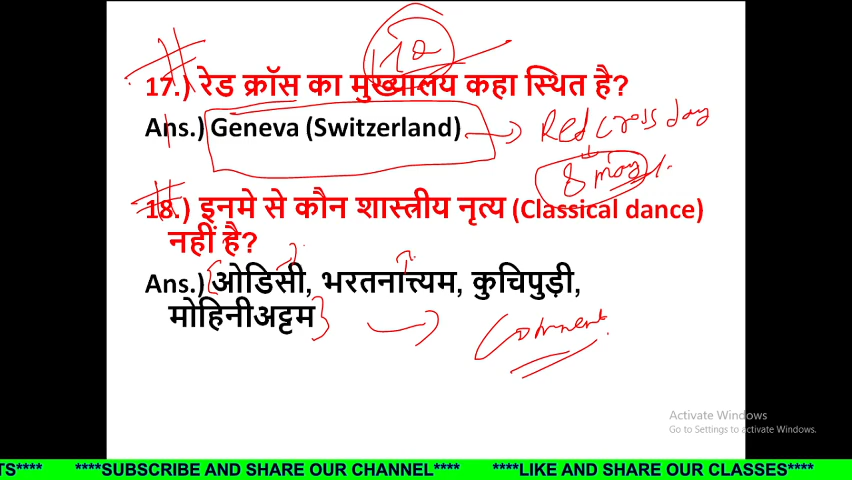 10
17.) रेड क्रॉस का मुख्यालय कहा स्थित है?
Ans.) Geneva (Switzerland)
Red cross day
8 may
18.) इनमे से कौन शास्त्रीय नृत्य (Classical dance)
नहीं है?
Ans.) ओडिसी, भरतनात्त्यम, कुचिपुड़ी,
मोहिनीअट्टम
Comment
Activate Windows
Go to Settings to activate Windows.
TS**** ****SUBSCRIBE AND SHARE OUR CHANNEL**** ****LIKE AND SHARE OUR CLASSES****